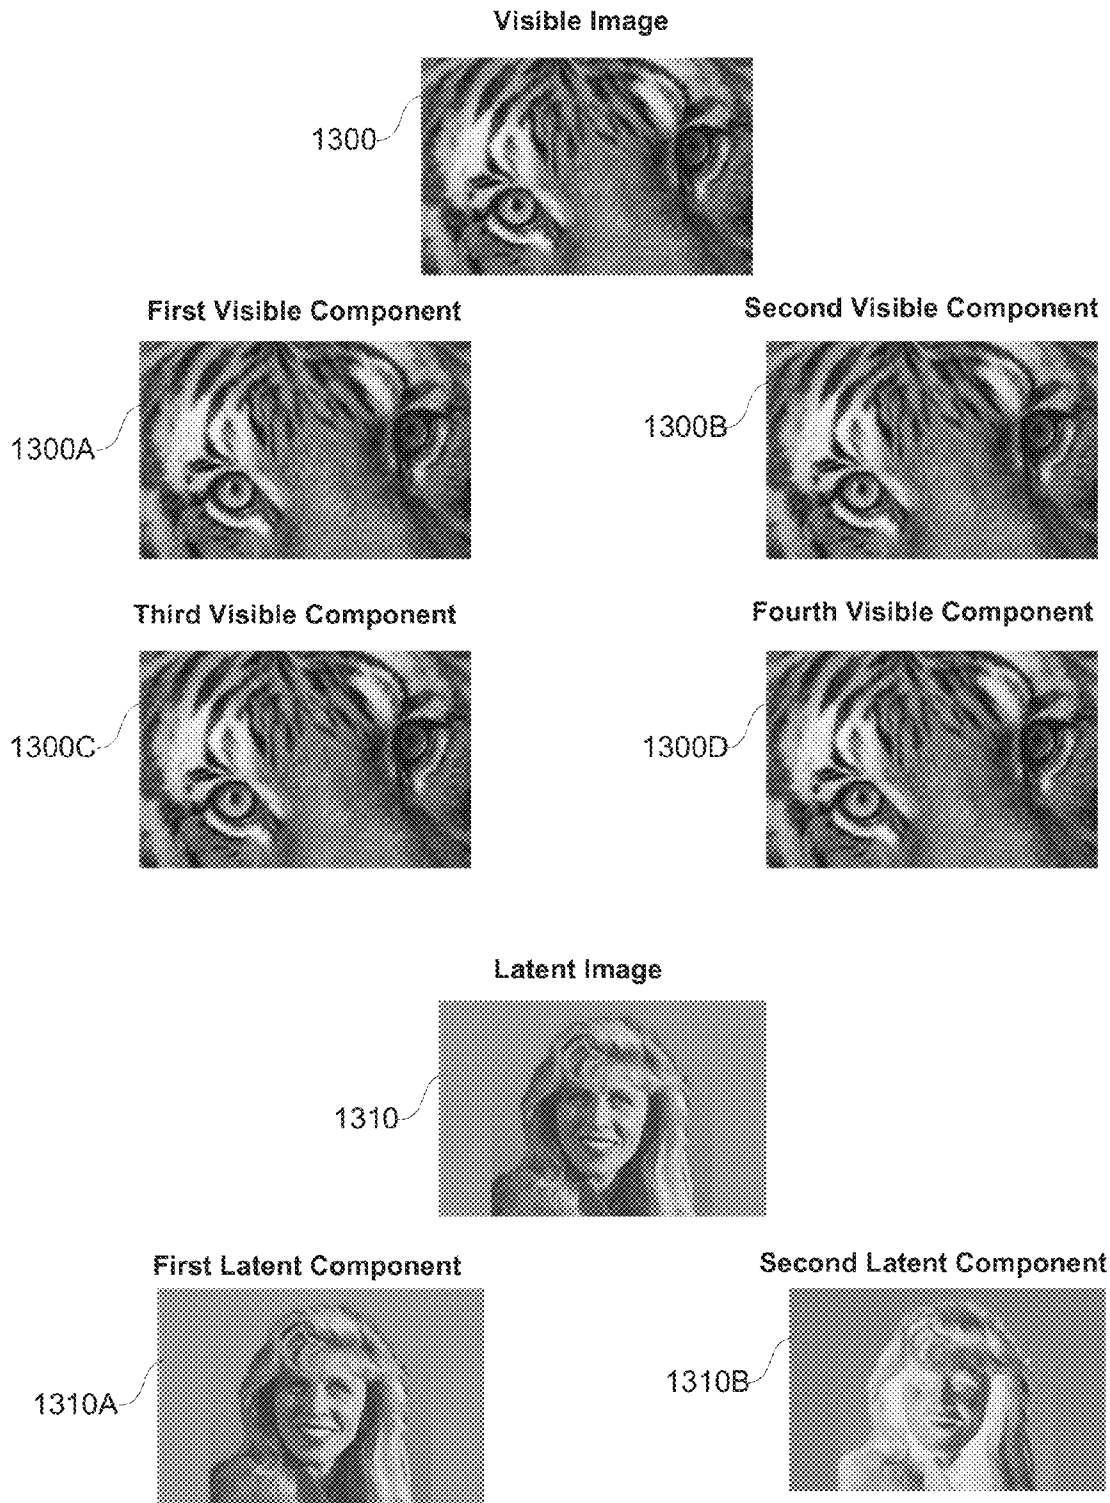 Visible Image
1300
First Visible Component
Second Visible Component
1300A
1300B
Third Visible Component
Fourth Visible Component
1300C
1300D
Latent Image
1310
First Latent Component
Second Latent Component
1310A
1310B